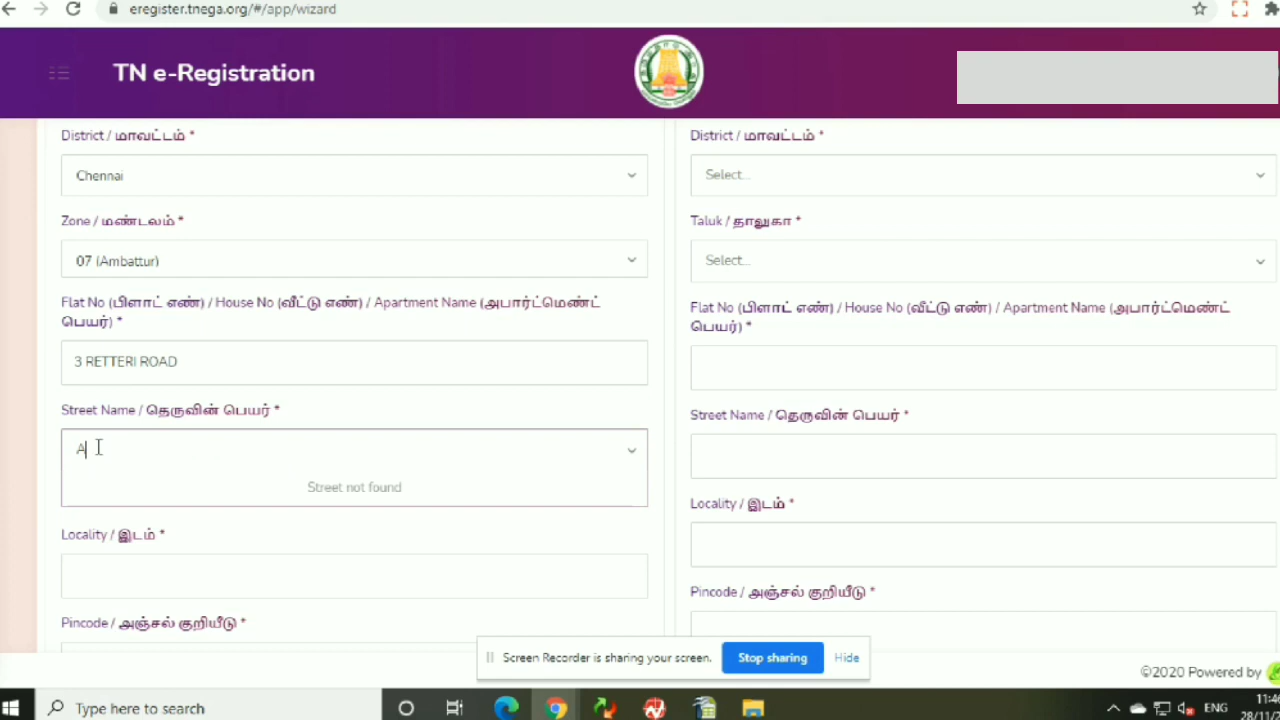 eregister.tnega.org/#/app/wizard
TN e-Registration
District / மாவட்டம் *
Chennai
Zone / மண்டலம் *
07 (Ambattur)
Flat No (பிளாட் எண்) / House No (வீட்டு எண்) / Apartment Name (அபார்ட்மெண்ட்
பெயர்) *
3 RETTERI ROAD
Street Name / தெருவின் பெயர் *
A
Street not found
Locality / இடம் *
Pincode / அஞ்சல் குறியீடு *
District / மாவட்டம் *
Select...
Taluk / தாலுகா *
Select...
Flat No (பிளாட் எண்) / House No (வீட்டு எண்) / Apartment Name (அபார்ட்மெண்ட்
பெயர்) *
Street Name / தெருவின் பெயர் *
Locality / இடம் *
Pincode / அஞ்சல் குறியீடு *
Screen Recorder is sharing your screen.
Stop sharing
Hide
©2020 Powered by
Type here to search
ENG